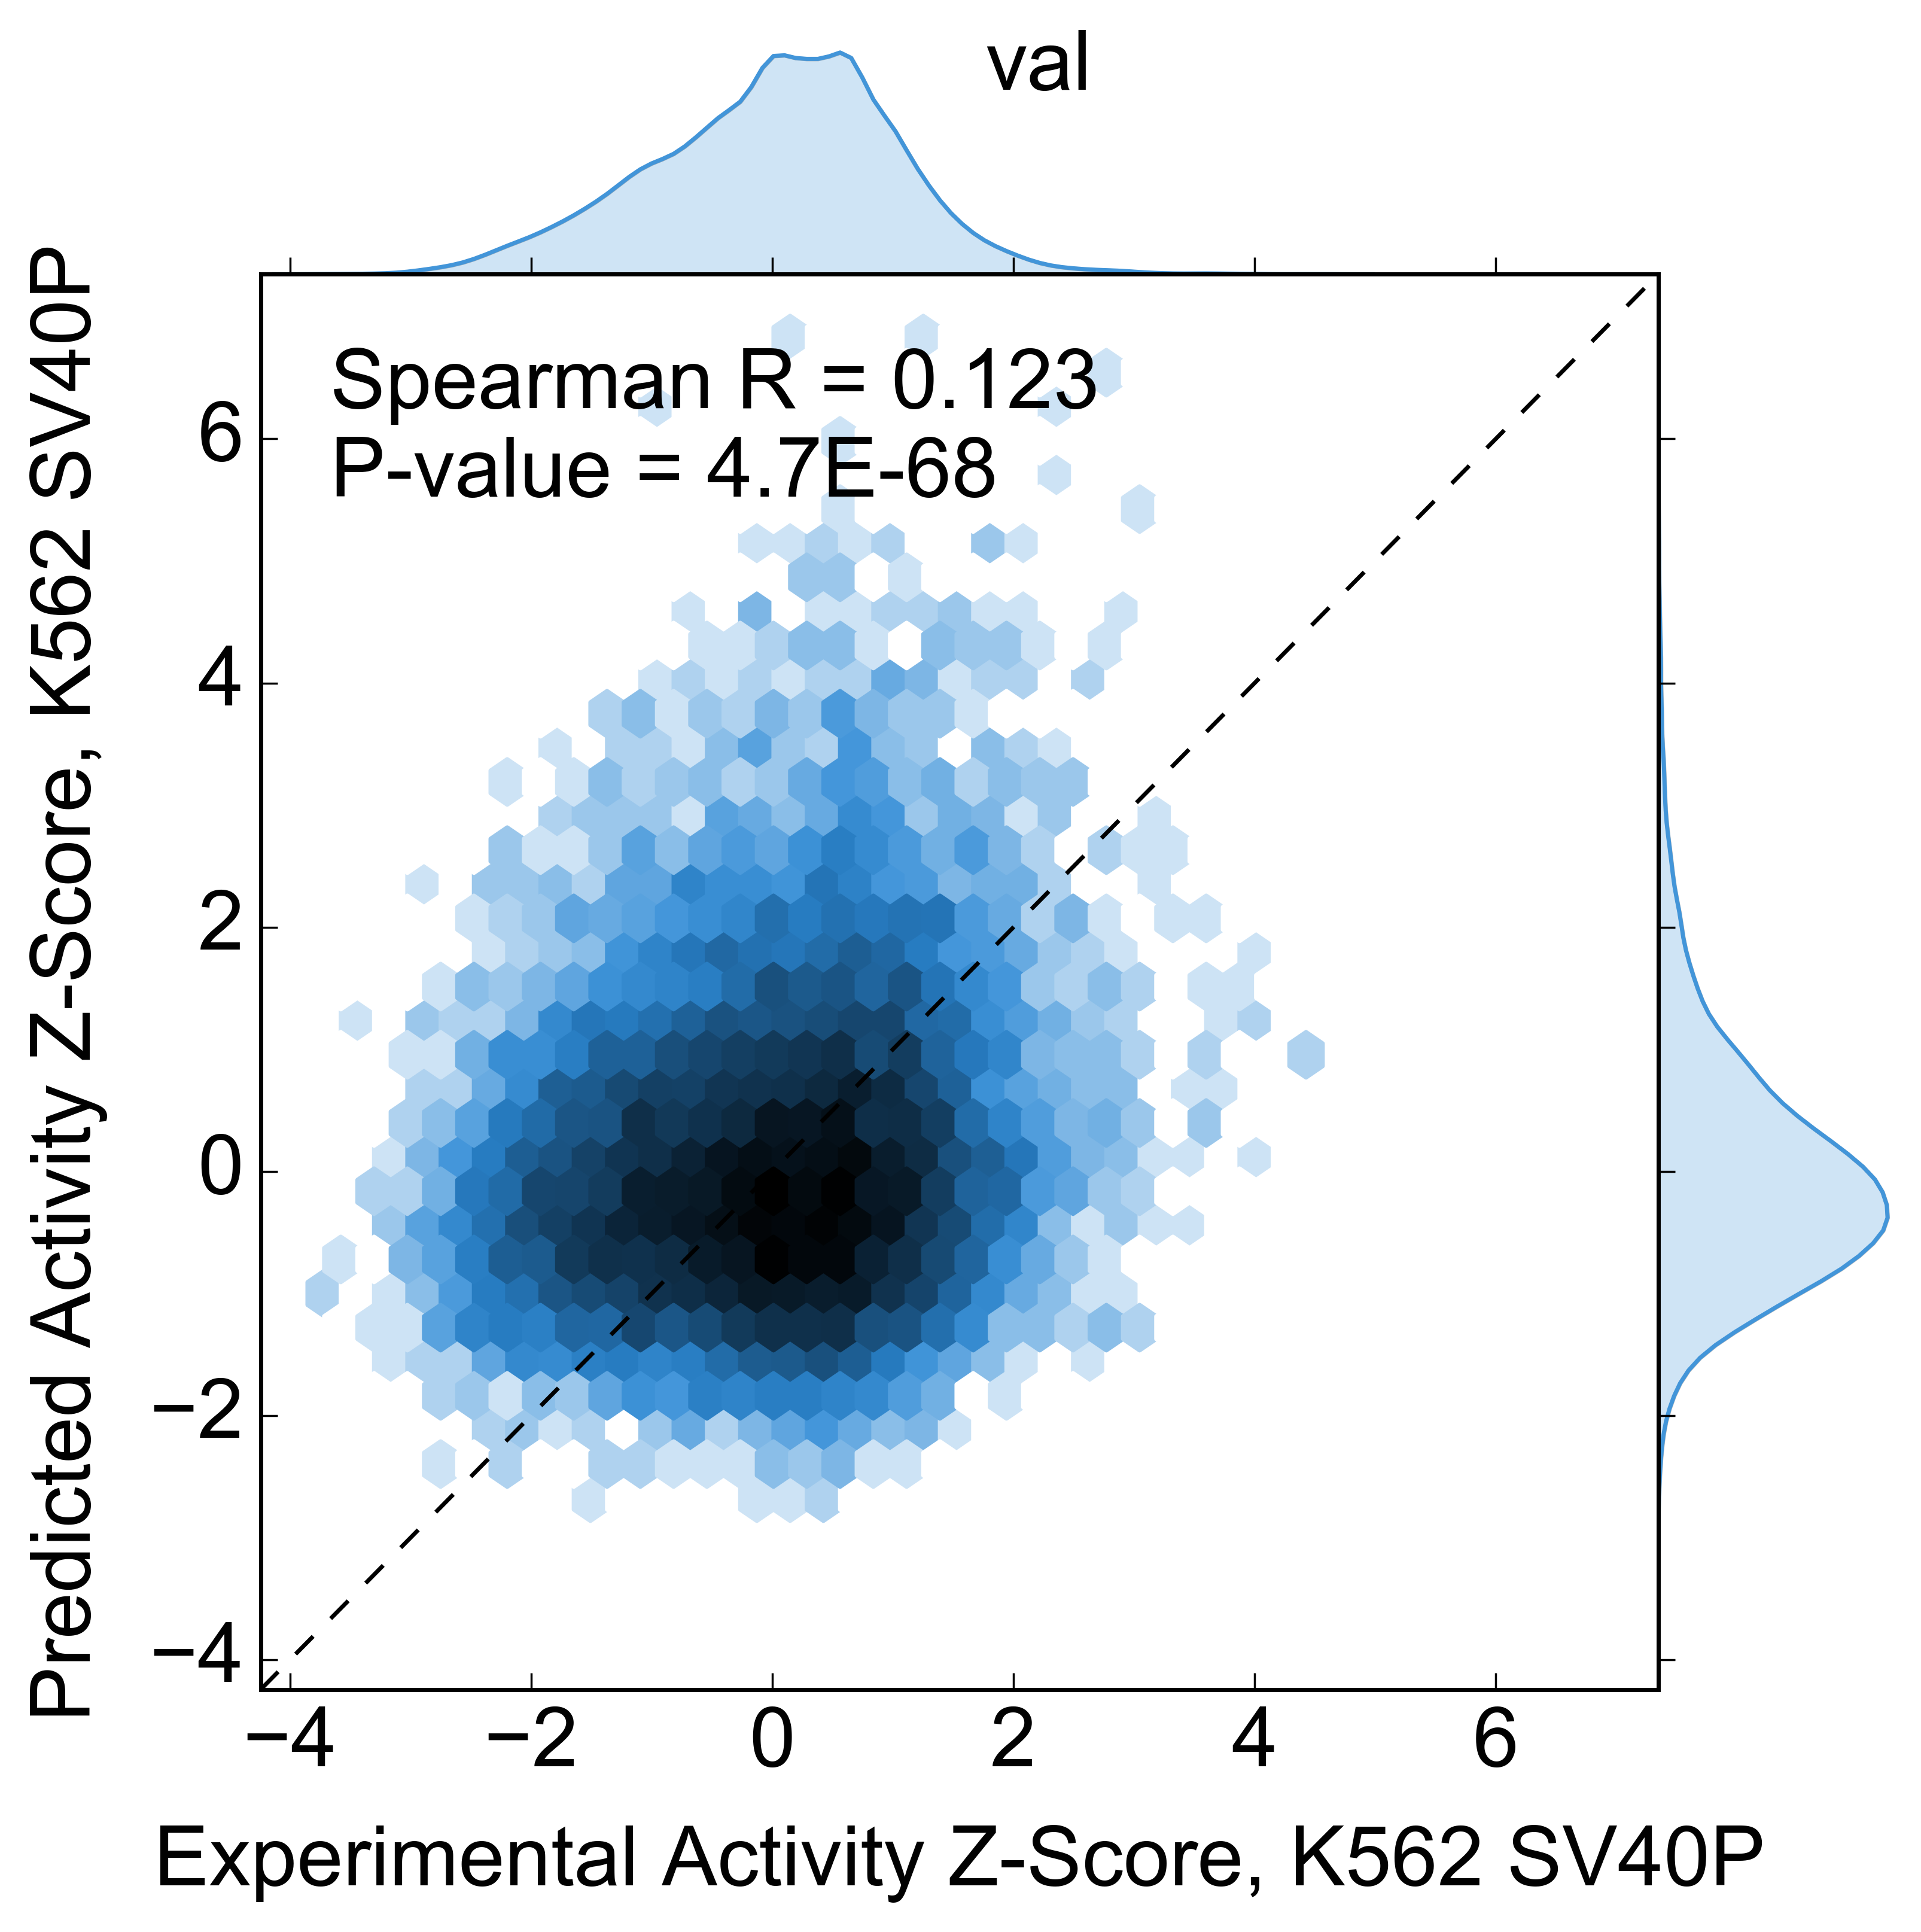 val
Spearman R = 0.123
P-value = 4.7E-68
Predicted Activity Z-Score, K562 SV40P
6
4
2
0
−2
−4
−4 −2 0 2 4 6
Experimental Activity Z-Score, K562 SV40P